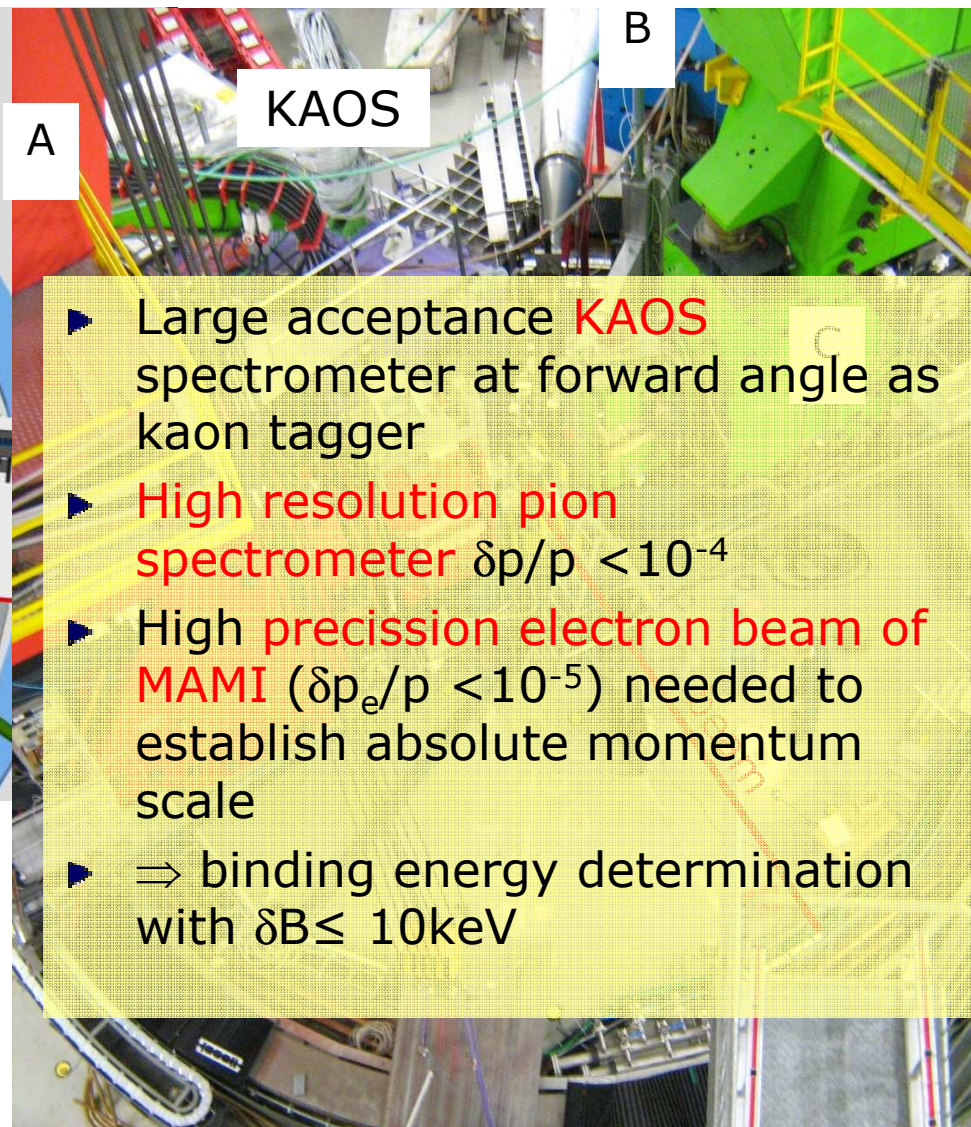 B
KAOS
A
Large acceptance KAOS
C
spectrometer at forward angle as
kaon tagger
High resolution pion
spectrometer δp/p <10⁻⁴
High precission electron beam of
MAMI (δpₑ/p <10⁻⁵) needed to
establish absolute momentum
scale
⇒ binding energy determination
with δB≤ 10keV